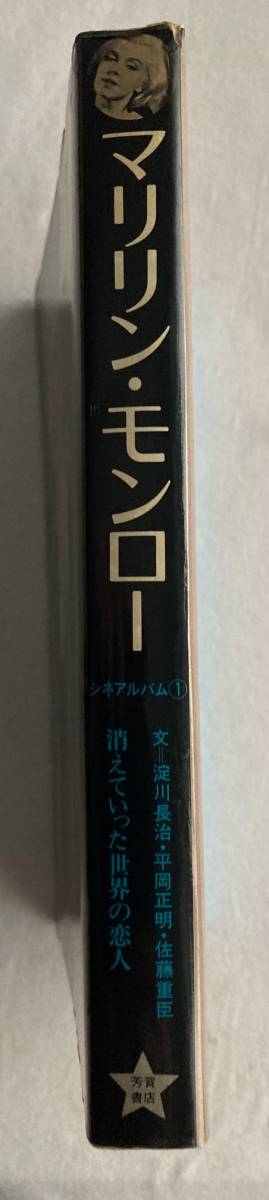 マリリン・モンロー
シネアルバム①
文＝淀川長治・平岡正明・佐藤重臣
消えていった世界の恋人
芳賀
書店